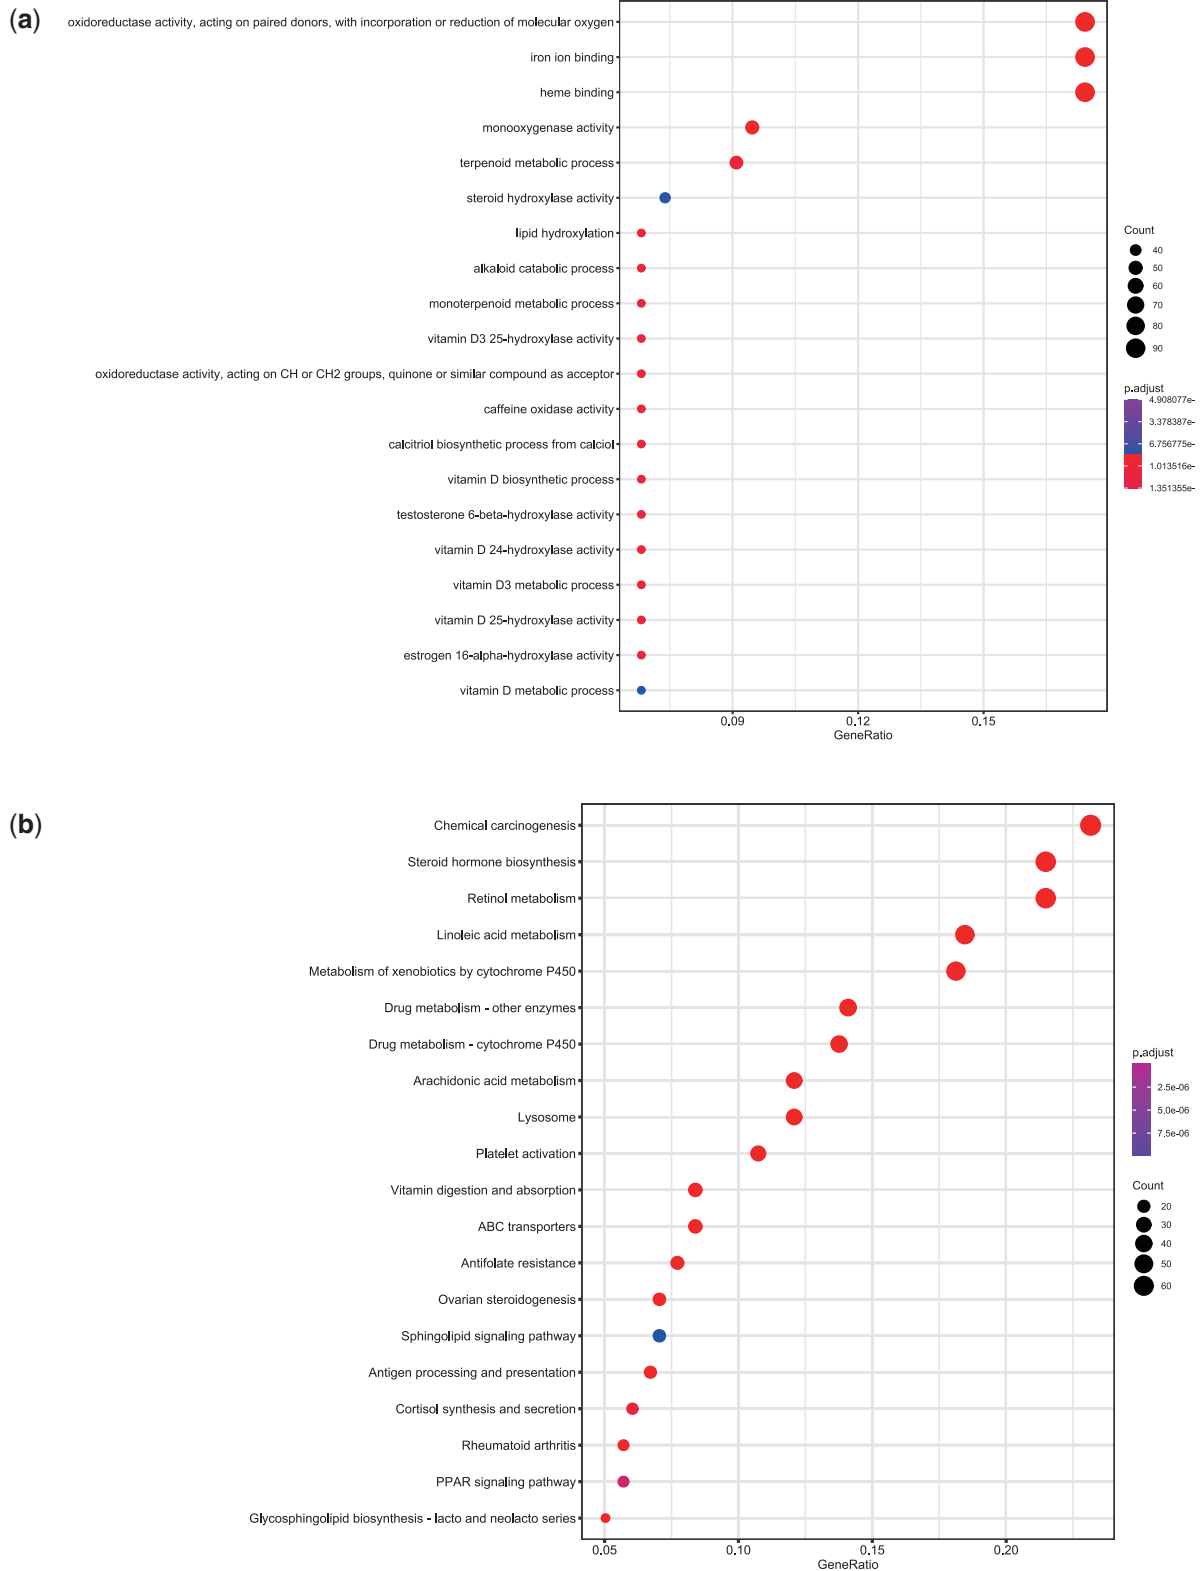 (a)
oxidoreductase activity, acting on paired donors, with incorporation or reduction of molecular oxygen
iron ion binding
heme binding
monooxygenase activity
terpenoid metabolic process
steroid hydroxylase activity
lipid hydroxylation
alkaloid catabolic process
monoterpenoid metabolic process
vitamin D3 25-hydroxylase activity
oxidoreductase activity, acting on CH or CH2 groups, quinone or similar compound as acceptor
caffeine oxidase activity
calcitriol biosynthetic process from calciol
vitamin D biosynthetic process
testosterone 6-beta-hydroxylase activity
vitamin D 24-hydroxylase activity
vitamin D3 metabolic process
vitamin D 25-hydroxylase activity
estrogen 16-alpha-hydroxylase activity
vitamin D metabolic process
0.09 0.12 0.15
GeneRatio
Count
40
50
60
70
80
90
p.adjust
4.908077e-
3.378387e-
6.756775e-
1.013516e-
1.351355e-
(b)
Chemical carcinogenesis
Steroid hormone biosynthesis
Retinol metabolism
Linoleic acid metabolism
Metabolism of xenobiotics by cytochrome P450
Drug metabolism - other enzymes
Drug metabolism - cytochrome P450
Arachidonic acid metabolism
Lysosome
Platelet activation
Vitamin digestion and absorption
ABC transporters
Antifolate resistance
Ovarian steroidogenesis
Sphingolipid signaling pathway
Antigen processing and presentation
Cortisol synthesis and secretion
Rheumatoid arthritis
PPAR signaling pathway
Glycosphingolipid biosynthesis - lacto and neolacto series
0.05 0.10 0.15 0.20
GeneRatio
p.adjust
2.5e-06
5.0e-06
7.5e-06
Count
20
30
40
50
60